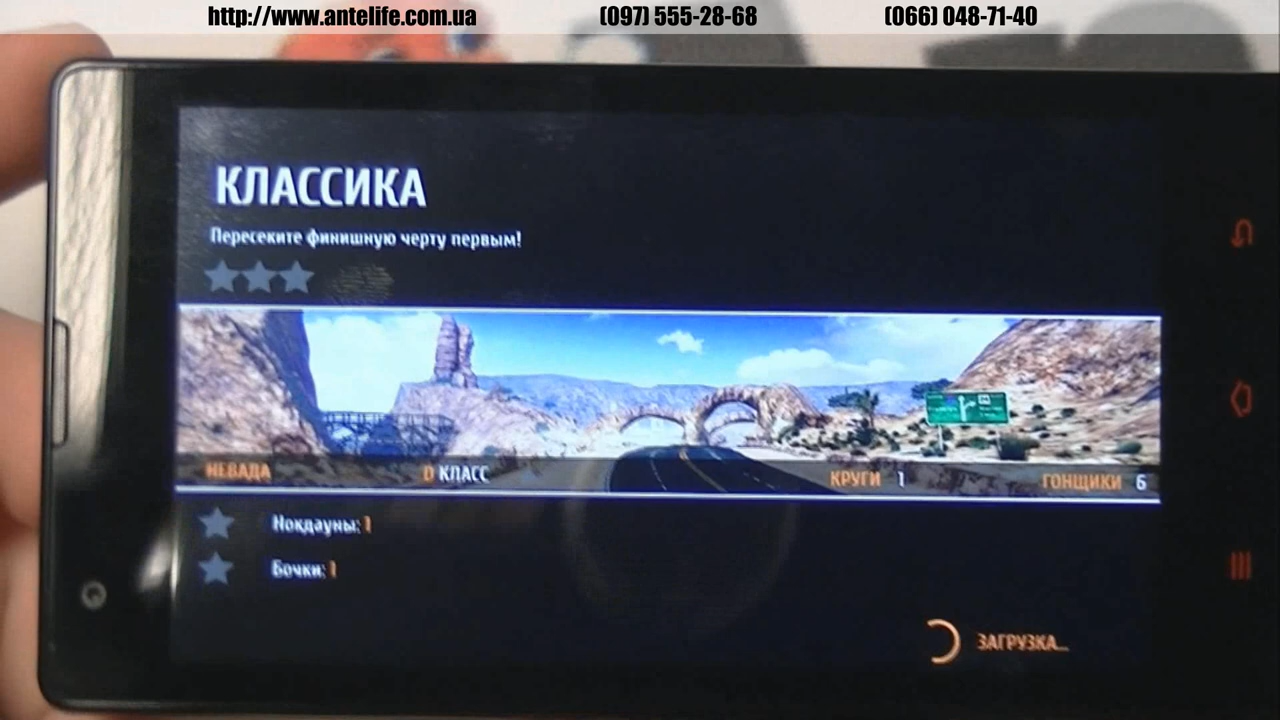 http://www.antelife.com.ua (097) 555-28-68 (066) 048-71-40
КЛАССИКА
Пересеките финишную черту первым!
НЕВАДА D КЛАСС КРУГИ 1 ГОНЩИКИ 6
Нокдауны: 1
Бочки: 1
ЗАГРУЗКА...